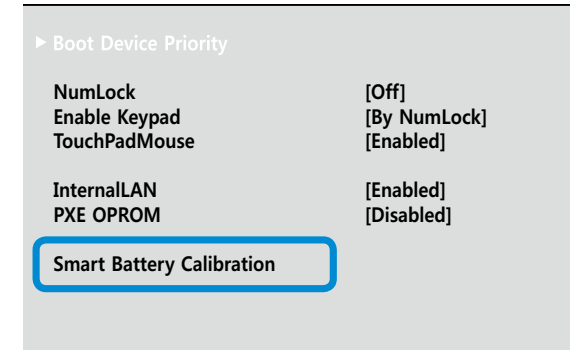 Boot Device Priority
NumLock [Off]
Enable Keypad [By NumLock]
TouchPadMouse [Enabled]
InternalLAN [Enabled]
PXE OPROM [Disabled]
Smart Battery Calibration